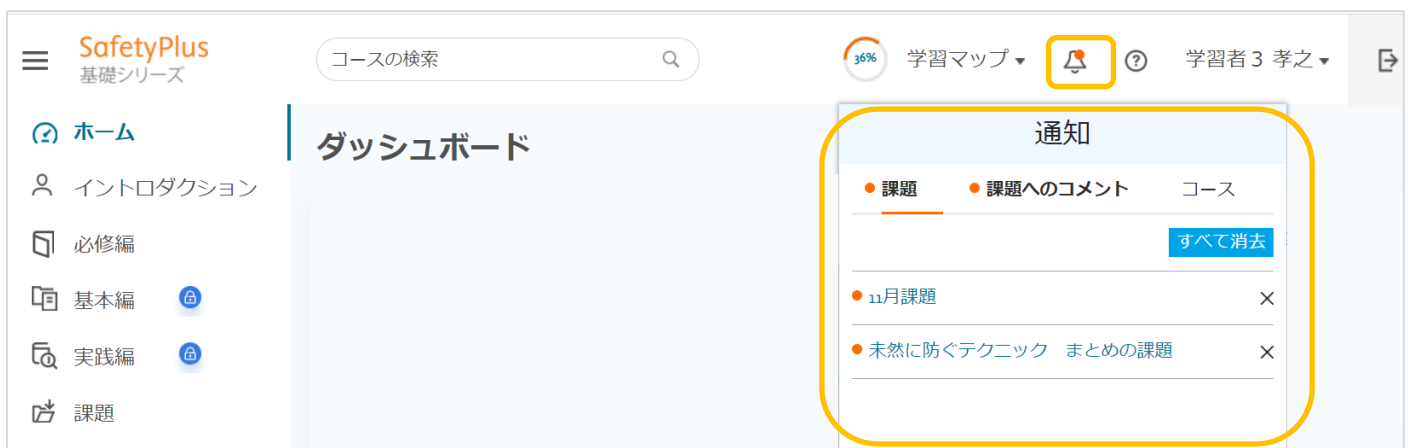 SafetyPlus
基礎シリーズ
コースの検索
36%
学習マップ ▾
?
学習者3 孝之 ▾
ホーム
イントロダクション
必修編
基本編
実践編
課題
ダッシュボード
通知
課題
課題へのコメント
コース
すべて消去
11月課題
×
未然に防ぐテクニック　まとめの課題
×